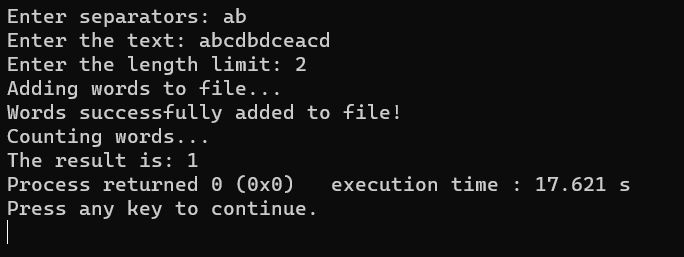 Enter separators: ab
Enter the text: abcdbdceacd
Enter the length limit: 2
Adding words to file...
Words successfully added to file!
Counting words...
The result is: 1
Process returned 0 (0x0)   execution time : 17.621 s
Press any key to continue.